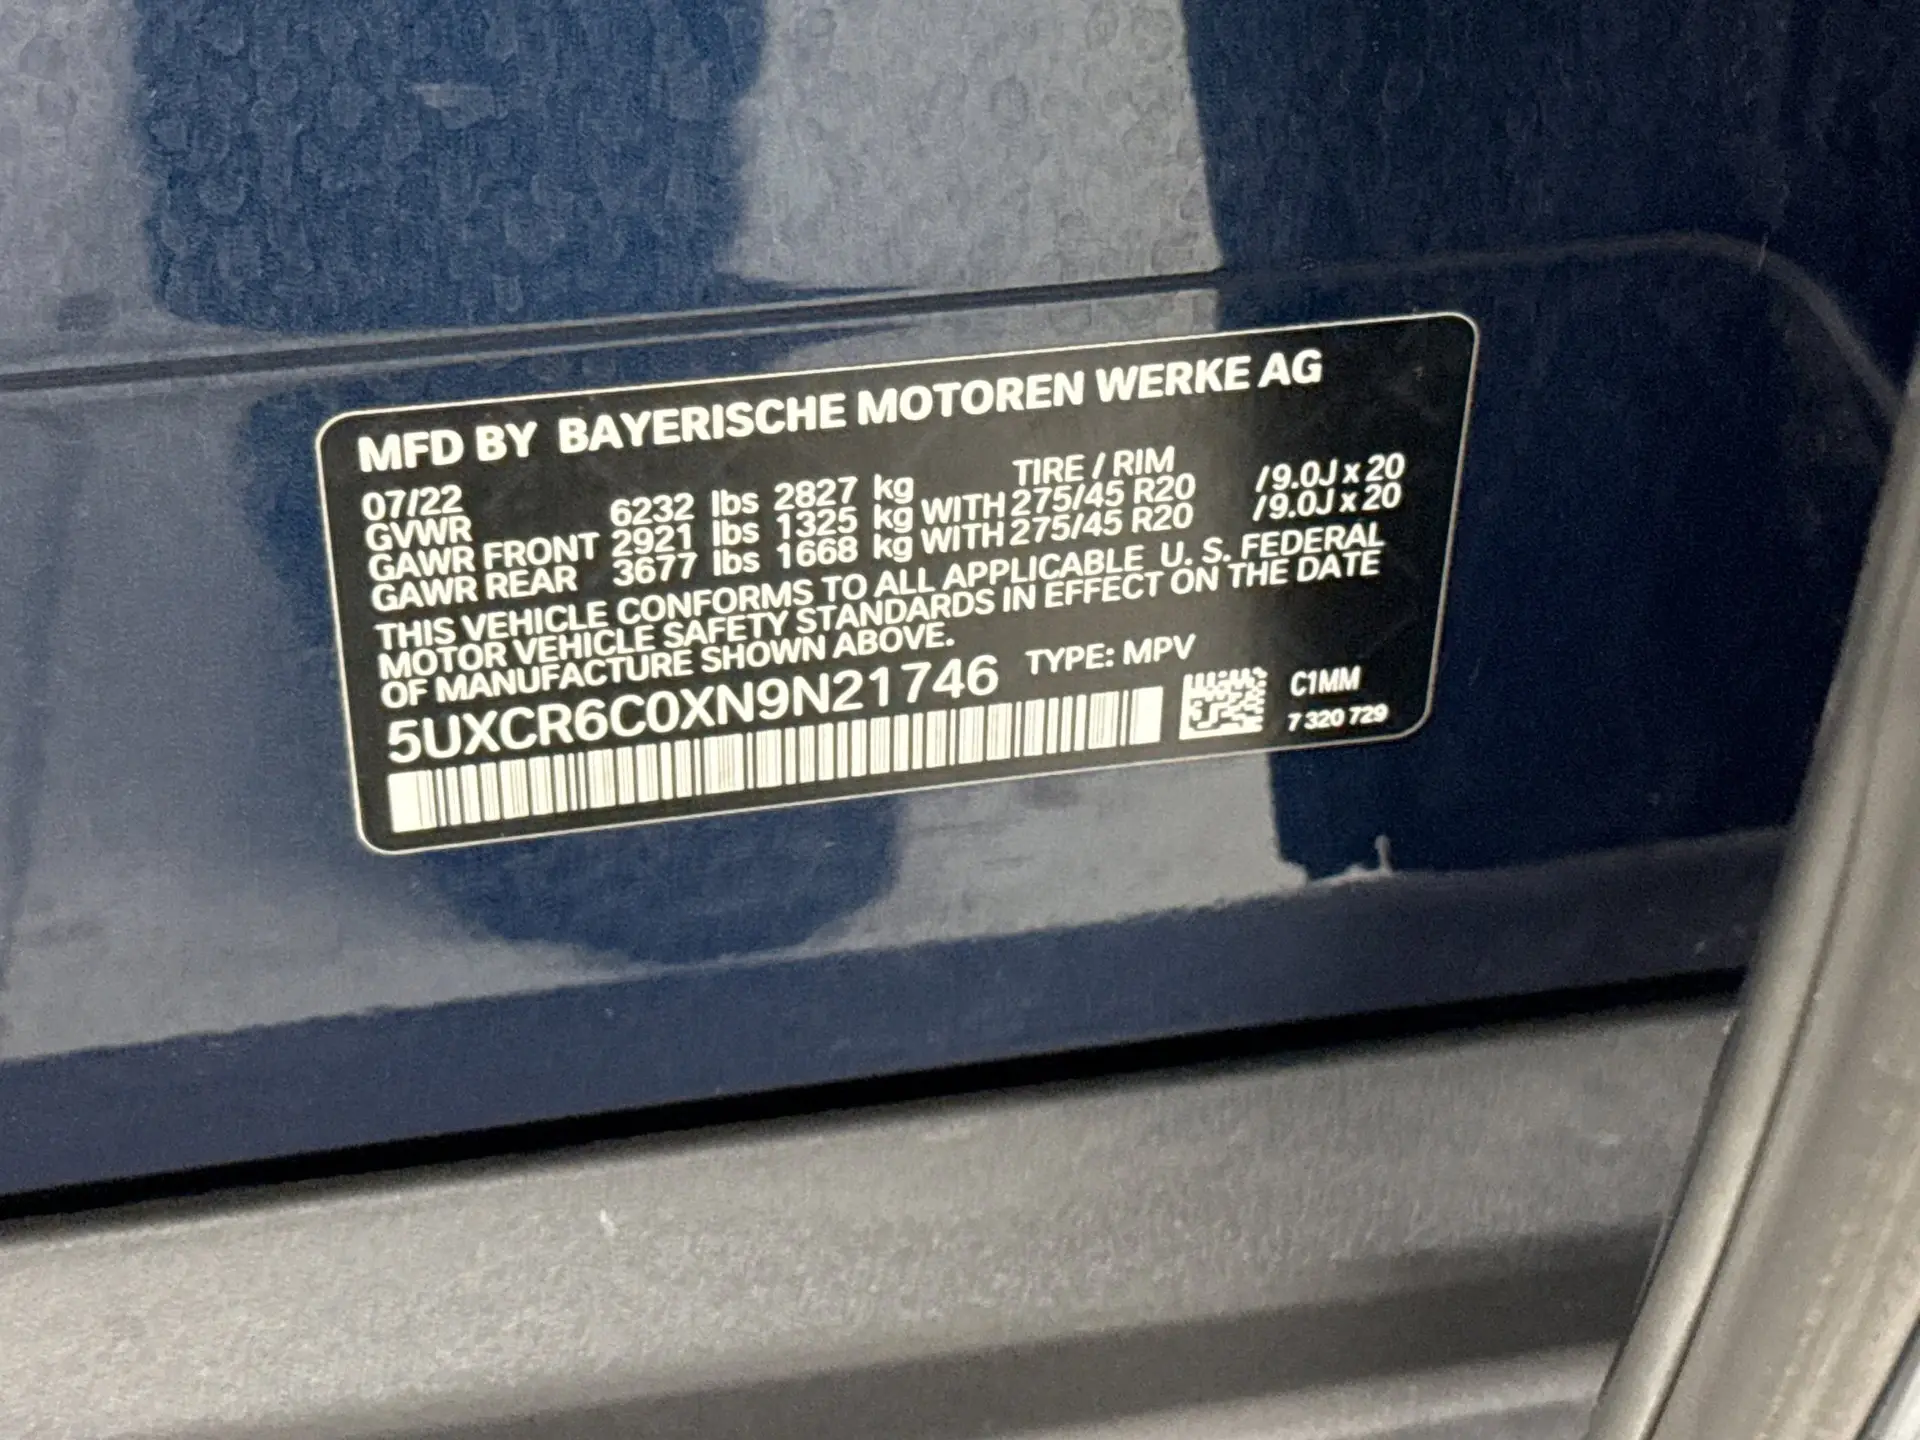 MFD BY BAYERISCHE MOTOREN WERKE AG
07/22 TIRE / RIM
GVWR 6232 lbs 2827 kg
GAWR FRONT 2921 lbs 1325 kg WITH 275/45 R20 /9.0J x 20
GAWR REAR 3677 lbs 1668 kg WITH 275/45 R20 /9.0J x 20
THIS VEHICLE CONFORMS TO ALL APPLICABLE U. S. FEDERAL
MOTOR VEHICLE SAFETY STANDARDS IN EFFECT ON THE DATE
OF MANUFACTURE SHOWN ABOVE.
5UXCR6C0XN9N21746 TYPE: MPV
C1MM
7 320 729